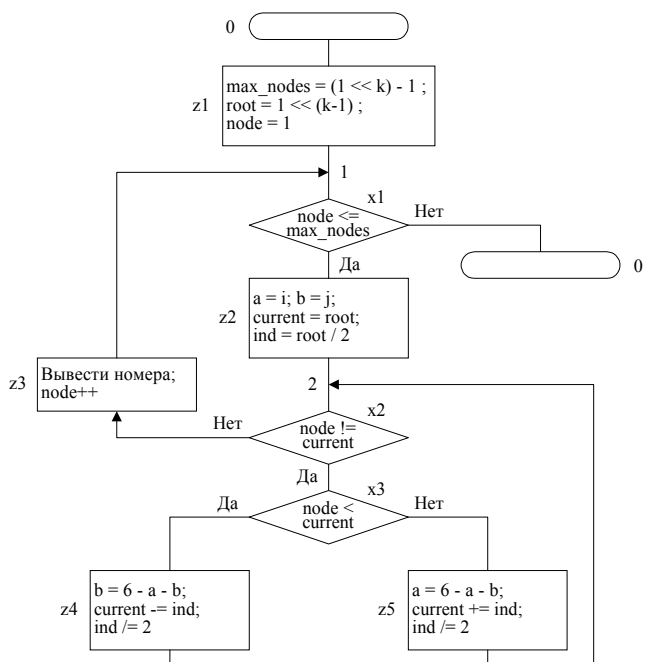 0
z1
max_nodes = (1 << k) - 1 ;
root = 1 << (k-1) ;
node = 1
1
x1
node <=
max_nodes
Нет
0
Да
z2
a = i; b = j;
current = root;
ind = root / 2
z3
Вывести номера;
node++
2
x2
Нет
node !=
current
Да
x3
Да
node <
current
Нет
z4
b = 6 - a - b;
current -= ind;
ind /= 2
z5
a = 6 - a - b;
current += ind;
ind /= 2